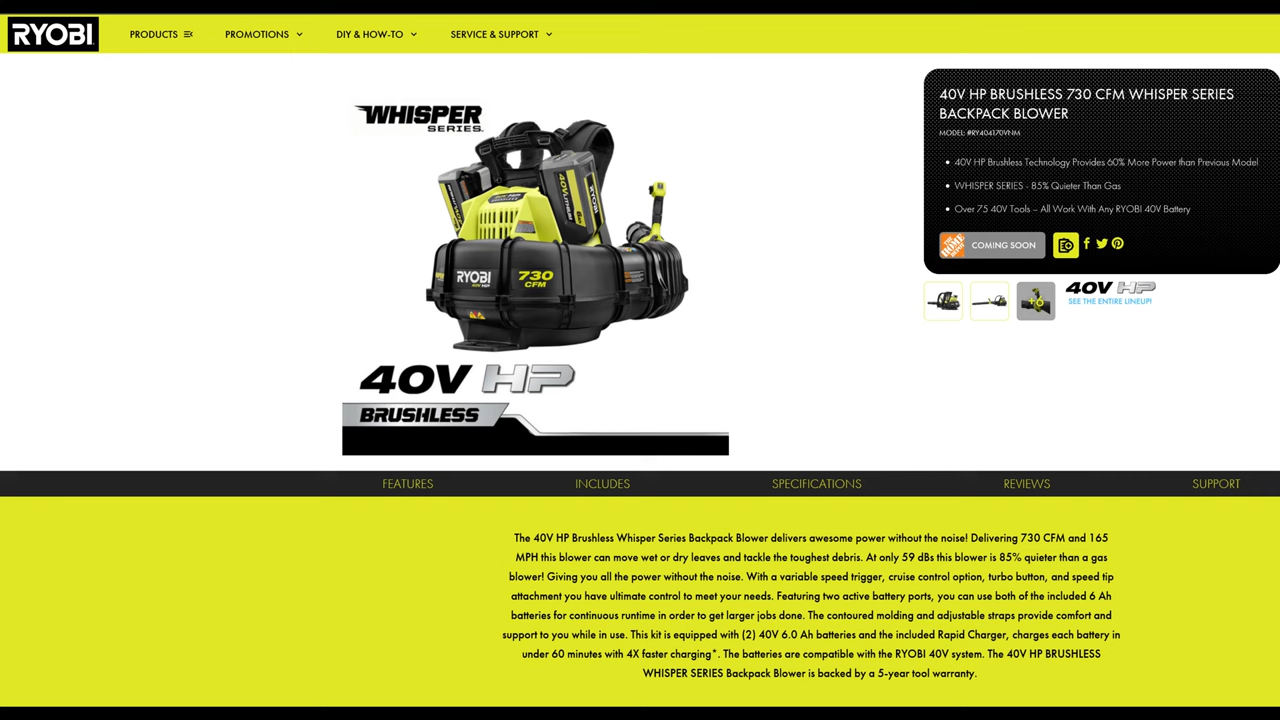 RYOBI
PRODUCTS
PROMOTIONS
DIY & HOW-TO
SERVICE & SUPPORT
WHISPER
SERIES
40V HP BRUSHLESS 730 CFM WHISPER SERIES
BACKPACK BLOWER
MODEL: #RY404170VNM
40V HP Brushless Technology Provides 60% More Power than Previous Model
WHISPER SERIES - 85% Quieter Than Gas
Over 75 40V Tools – All Work With Any RYOBI 40V Battery
COMING SOON
+6
40V HP
SEE THE ENTIRE LINEUP!
40V LITHIUM
RYOBI
RYOBI
40V HP
730
CFM
40V HP
BRUSHLESS
FEATURES
INCLUDES
SPECIFICATIONS
REVIEWS
SUPPORT
The 40V HP Brushless Whisper Series Backpack Blower delivers awesome power without the noise! Delivering 730 CFM and 165
MPH this blower can move wet or dry leaves and tackle the toughest debris. At only 59 dBs this blower is 85% quieter than a gas
blower! Giving you all the power without the noise. With a variable speed trigger, cruise control option, turbo button, and speed tip
attachment you have ultimate control to meet your needs. Featuring two active battery ports, you can use both of the included 6 Ah
batteries for continuous runtime in order to get larger jobs done. The contoured molding and adjustable straps provide comfort and
support to you while in use. This kit is equipped with (2) 40V 6.0 Ah batteries and the included Rapid Charger, charges each battery in
under 60 minutes with 4X faster charging*. The batteries are compatible with the RYOBI 40V system. The 40V HP BRUSHLESS
WHISPER SERIES Backpack Blower is backed by a 5-year tool warranty.